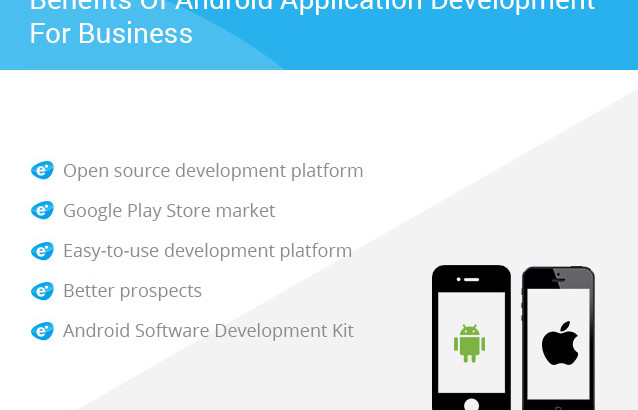 Benefits Of Android Application Development
For Business
Open source development platform
Google Play Store market
Easy-to-use development platform
Better prospects
Android Software Development Kit